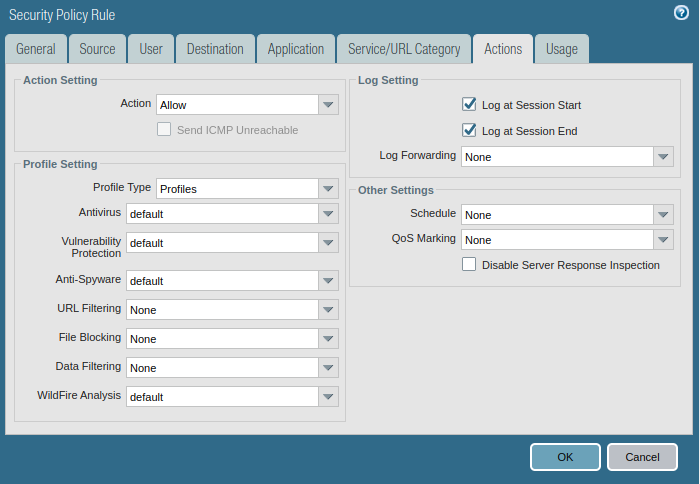 Security Policy Rule
?
General Source User Destination Application Service/URL Category Actions Usage
Action Setting
Action Allow
Send ICMP Unreachable
Profile Setting
Profile Type Profiles
Antivirus default
Vulnerability
Protection default
Anti-Spyware default
URL Filtering None
File Blocking None
Data Filtering None
WildFire Analysis default
Log Setting
Log at Session Start
Log at Session End
Log Forwarding None
Other Settings
Schedule None
QoS Marking None
Disable Server Response Inspection
OK Cancel